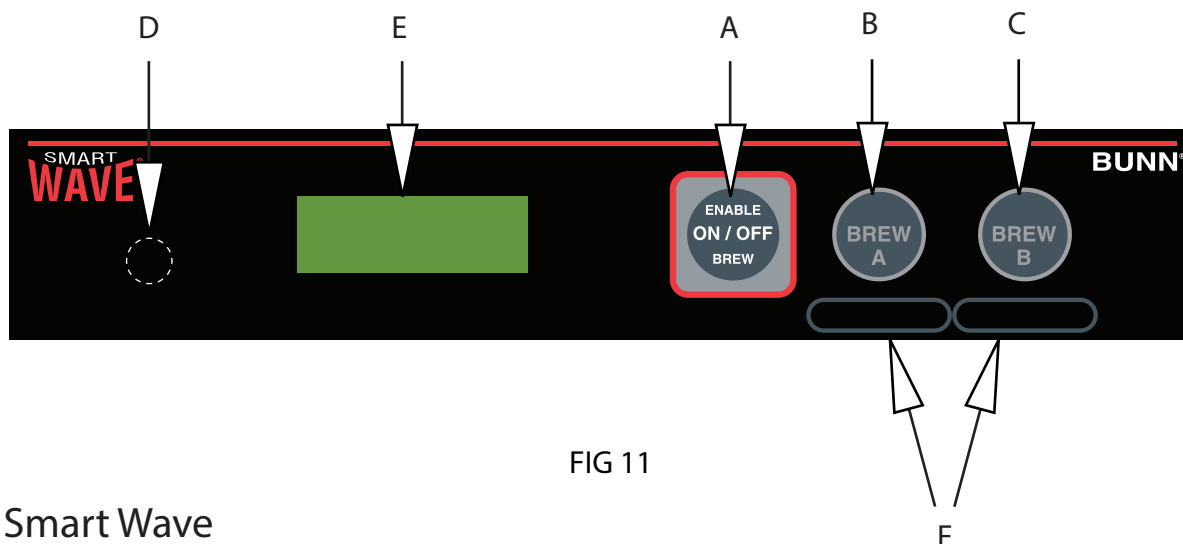 D E A B C
SMART
WAVE®
BUNN®
ENABLE
ON / OFF
BREW
BREW
A
BREW
B
FIG 11
Smart Wave
F